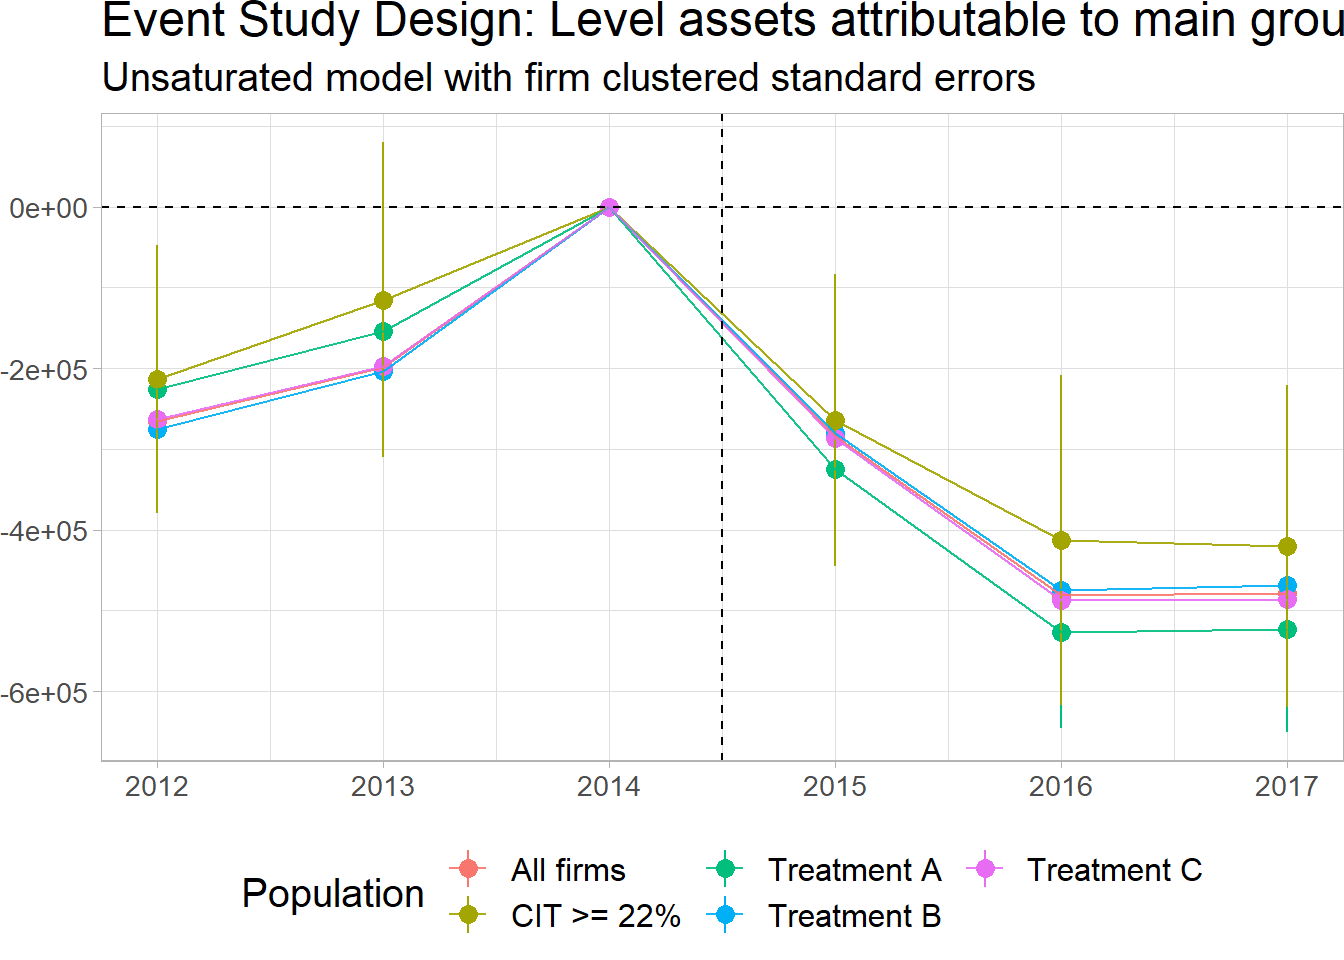 Event Study Design: Level assets attributable to main grou
Unsaturated model with firm clustered standard errors
0e+00
-2e+05
-4e+05
-6e+05
2012 2013 2014 2015 2016 2017
Population
All firms
CIT >= 22%
Treatment A
Treatment B
Treatment C